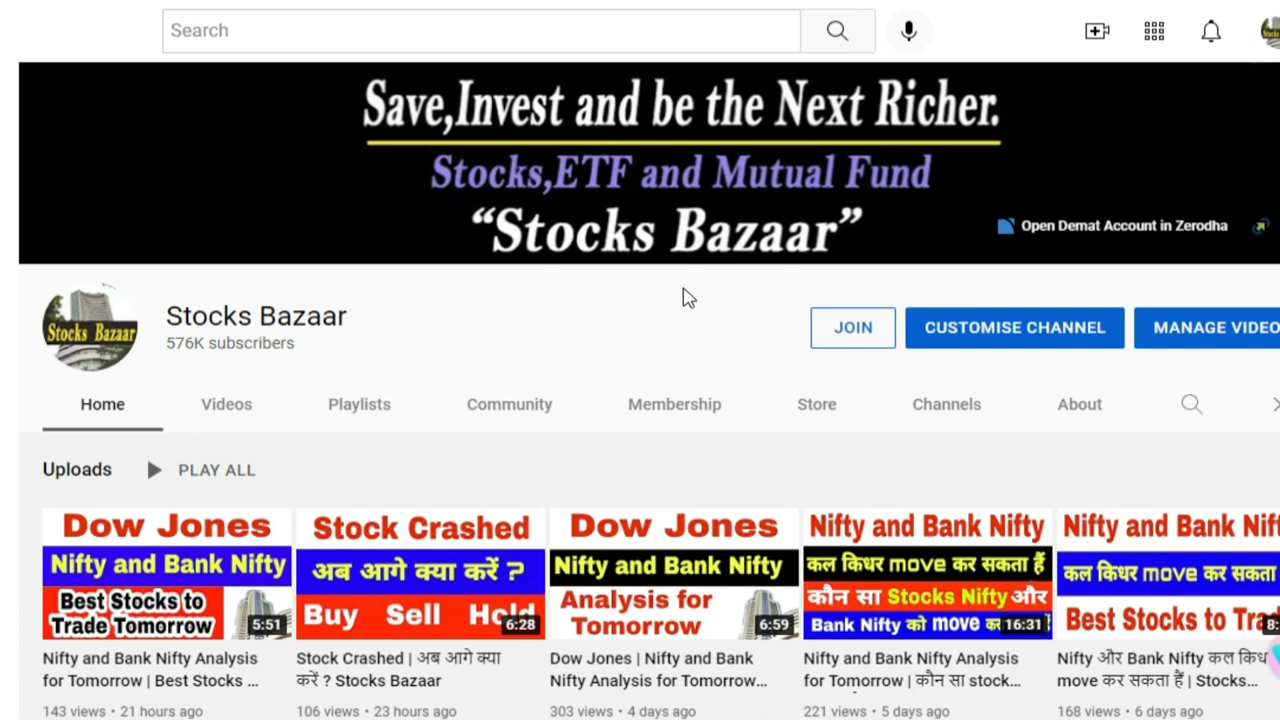 Search
Save,Invest and be the Next Richer.
Stocks,ETF and Mutual Fund
“Stocks Bazaar”
Open Demat Account in Zerodha
Stocks Bazaar
Stocks Bazaar
576K subscribers
JOIN
CUSTOMISE CHANNEL
MANAGE VIDEO
Home
Videos
Playlists
Community
Membership
Store
Channels
About
Uploads
PLAY ALL
Dow Jones
Nifty and Bank Nifty
Best Stocks to
Trade Tomorrow
5:51
Nifty and Bank Nifty Analysis
for Tomorrow | Best Stocks ...
143 views • 21 hours ago
Stock Crashed
अब आगे क्या करें ?
Buy Sell Hold
6:28
Stock Crashed | अब आगे क्या
करें ? Stocks Bazaar
106 views • 23 hours ago
Dow Jones
Nifty and Bank Nifty
Analysis for
Tomorrow
6:59
Dow Jones | Nifty and Bank
Nifty Analysis for Tomorrow...
303 views • 4 days ago
Nifty and Bank Nifty
कल किधर move कर सकता हैं
कौन सा Stocks Nifty और
Bank Nifty को move
16:31
Nifty and Bank Nifty Analysis
for Tomorrow | कौन सा stock...
221 views • 5 days ago
Nifty and Bank
कल किधर move कर सकता
Best Stocks to
8:
Nifty और Bank Nifty कल
move कर सकता हैं | Stocks...
168 views • 6 days ago